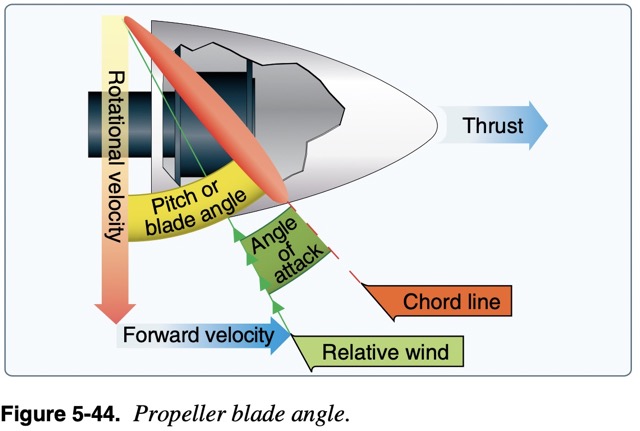 Rotational velocity
Pitch or
blade angle
Thrust
Angle
of
attack
Chord line
Forward velocity
Relative wind
Figure 5-44. Propeller blade angle.